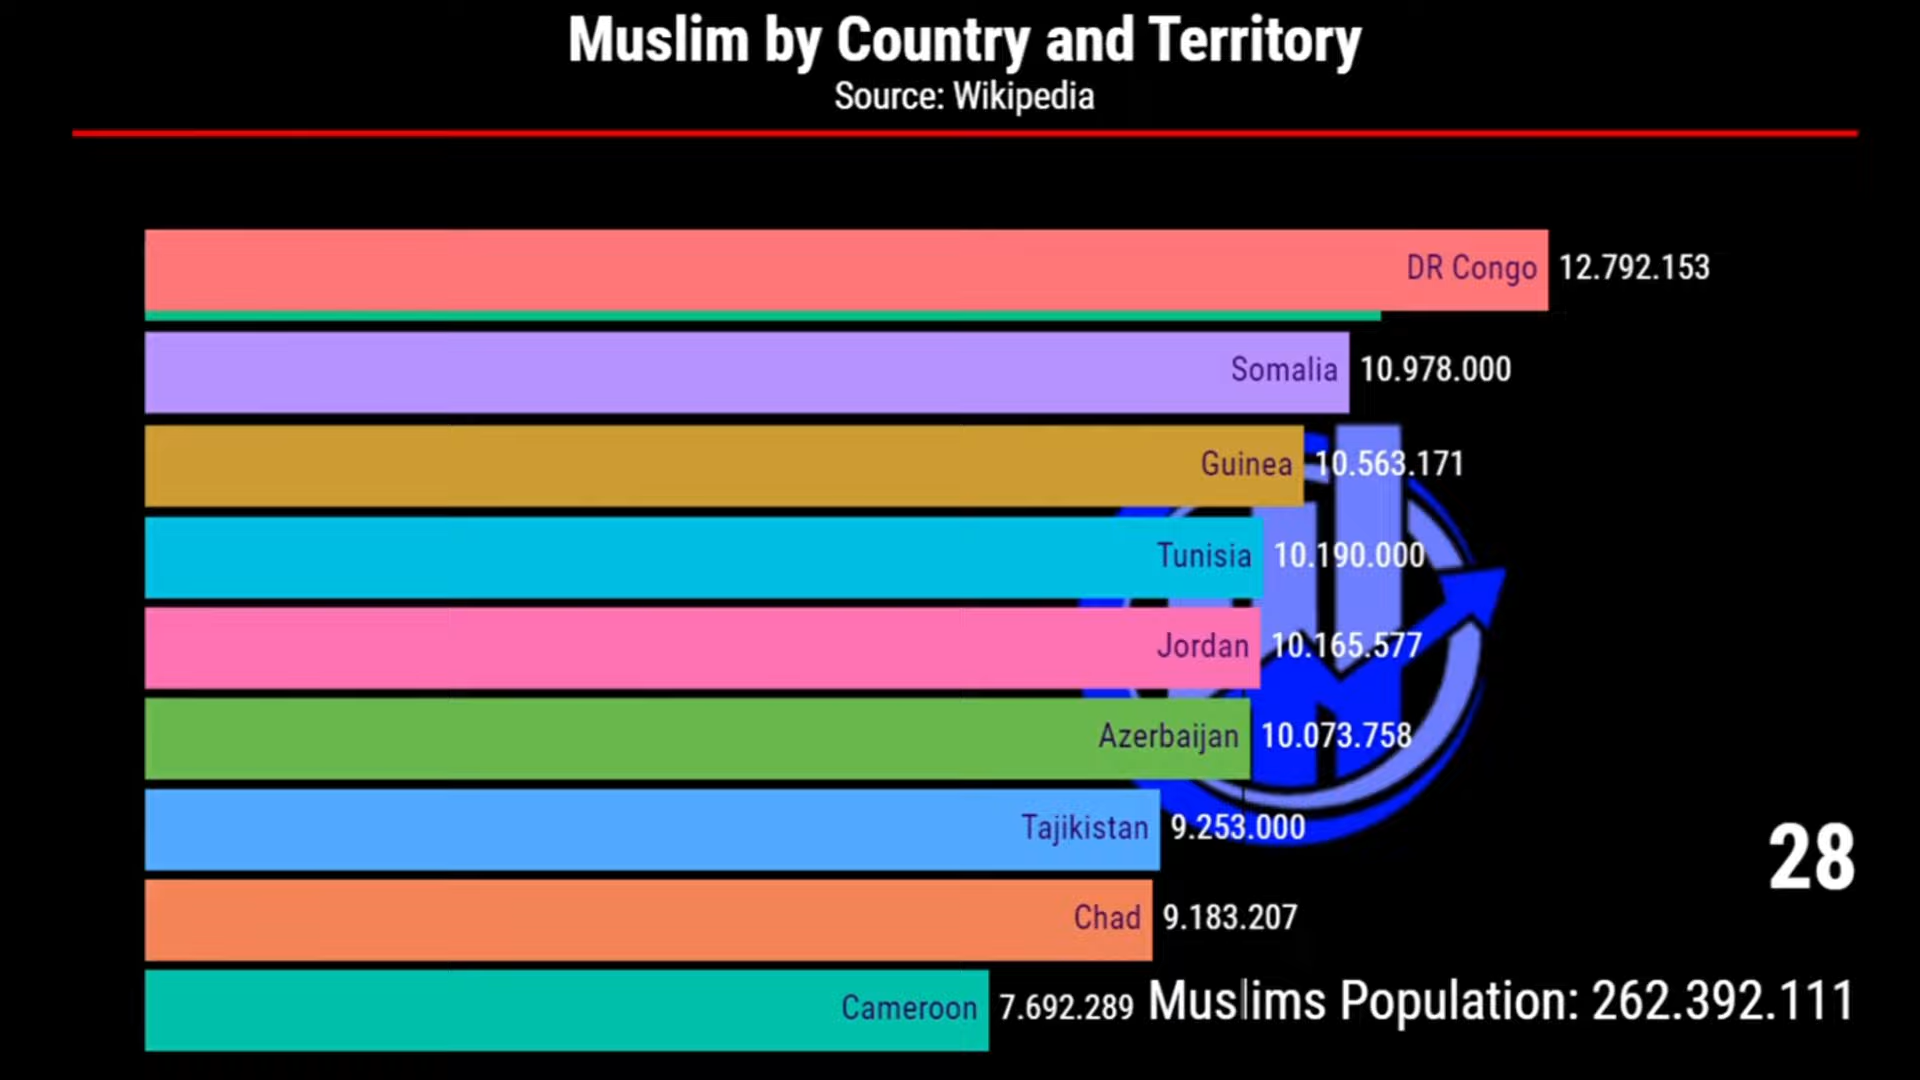 Muslim by Country and Territory
Source: Wikipedia
DR Congo 12.792.153
Somalia 10.978.000
Guinea 10.563.171
Tunisia 10.190.000
Jordan 10.165.577
Azerbaijan 10.073.758
Tajikistan 9.253.000
28
Chad 9.183.207
Cameroon 7.692.289 Muslims Population: 262.392.111